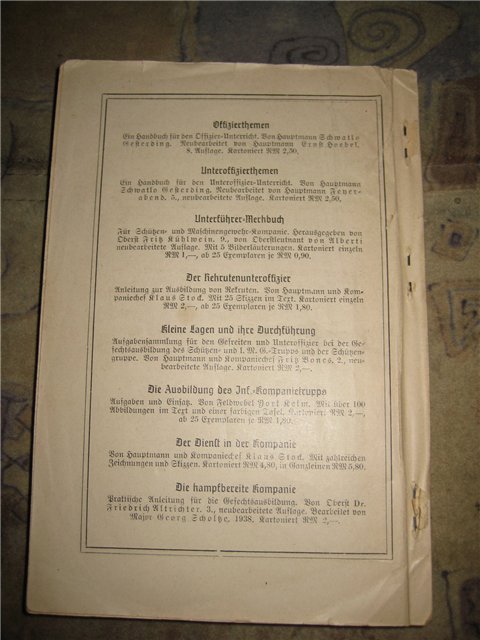 Offizierthemen
Ein Handbuch für den Offizier-Unterricht. Von Hauptmann Schwatlo
Gesterding. Neubearbeitet von Hauptmann Ernst Hoebel.
8. Auflage. Kartoniert RM 2,50.
Unteroffizierthemen
Ein Handbuch für den Unteroffizier-Unterricht. Von Hauptmann
Schwatlo Gesterding. Neubearbeitet von Hauptmann Feyer-
abend. 5., neubearbeitete Auflage. Kartoniert RM 2,50.
Unterführer-Merkbuch
Für Schützen- und Maschinengewehr-Kompanie. Herausgegeben von
Oberst Fritz Kühlwein. 9., von Oberstleutnant von Alberti
neubearbeitete Auflage. Mit 5 Bilderläuterungen. Kartoniert einzeln
RM 1,—, ab 25 Exemplaren je RM 0,90.
Der Rekrutenunteroffizier
Anleitung zur Ausbildung von Rekruten. Von Hauptmann und Kom-
paniechef Klaus Stock. Mit 25 Skizzen im Text. Kartoniert einzeln
RM 2,—, ab 25 Exemplaren je RM 1,80.
Kleine Lagen und ihre Durchführung
Aufgabensammlung für den Gefreiten und Unteroffizier bei der Ge-
fechtsausbildung des Schützen- und l. M. G.-Trupps und der Schützen-
gruppe. Von Hauptmann und Kompaniechef Fritz Bones. 2., neu-
bearbeitete Auflage. Kartoniert RM 2,—.
Die Ausbildung des Inf.-Kompanietrupps
Aufgaben und Einsatz. Von Feldwebel Kolm. Mit über 100
Abbildungen im Text und einer farbigen Tafel. Kartoniert RM 2,—,
ab 25 Exemplaren je RM 1,80.
Der Dienst in der Kompanie
Von Hauptmann und Kompaniechef Klaus Stock. Mit zahlreichen
Zeichnungen und Skizzen. Kartoniert RM 4,80, in Ganzleinen RM 5,80.
Die kampfbereite Kompanie
Praktische Anleitung für die Gefechtsausbildung. Von Oberst Dr.
Friedrich Altrichter. 3., neubearbeitete Auflage. Bearbeitet von
Major Georg Scholtze. 1938. Kartoniert RM 2,—.